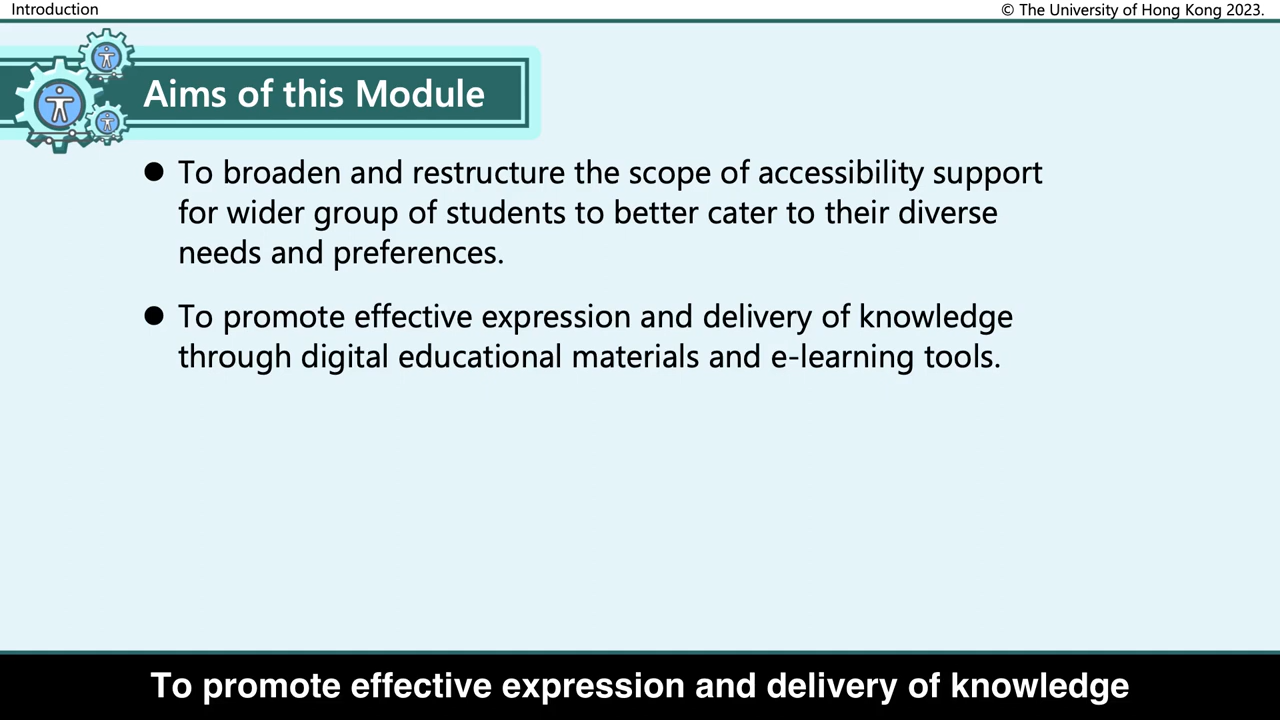 Introduction
© The University of Hong Kong 2023.
Aims of this Module
● To broaden and restructure the scope of accessibility support
for wider group of students to better cater to their diverse
needs and preferences.
● To promote effective expression and delivery of knowledge
through digital educational materials and e-learning tools.
To promote effective expression and delivery of knowledge